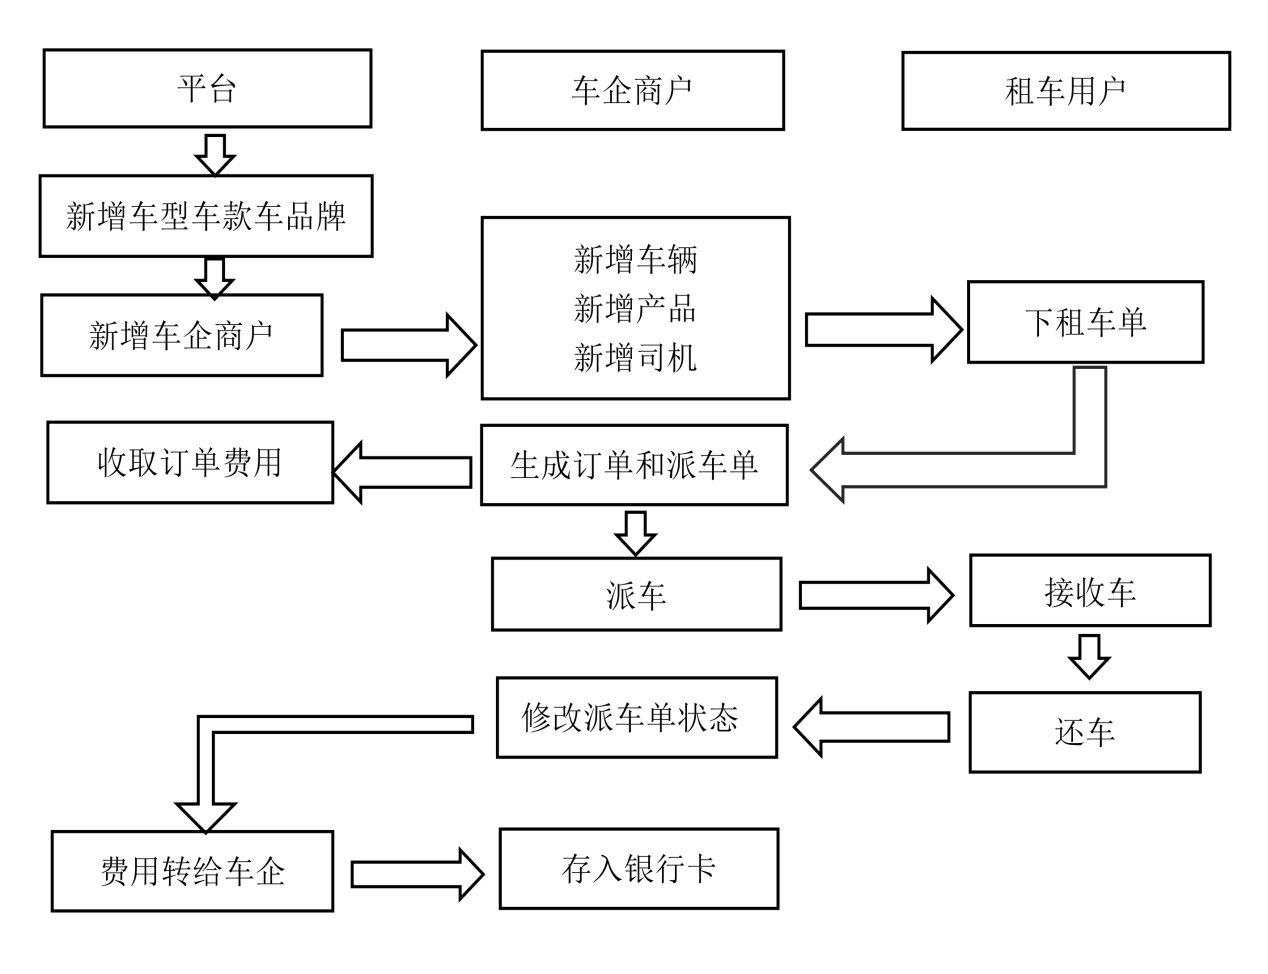 平台
车企商户
租车用户
新增车型车款车品牌
新增车辆
新增产品
新增司机
新增车企商户
下租车单
收取订单费用
生成订单和派车单
派车
接收车
修改派车单状态
还车
费用转给车企
存入银行卡